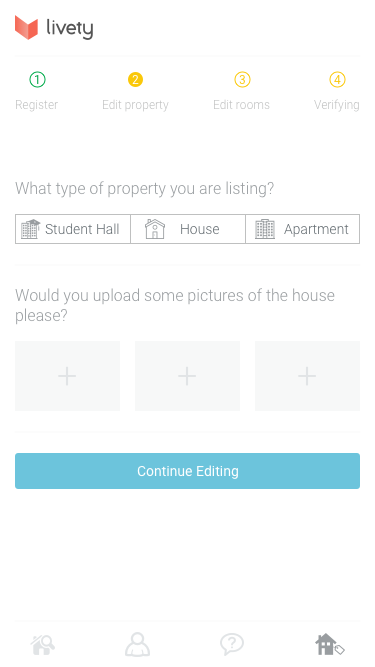 livety
1 2 3 4
Register Edit property Edit rooms Verifying
What type of property you are listing?
Student Hall House Apartment
Would you upload some pictures of the house
please?
Continue Editing